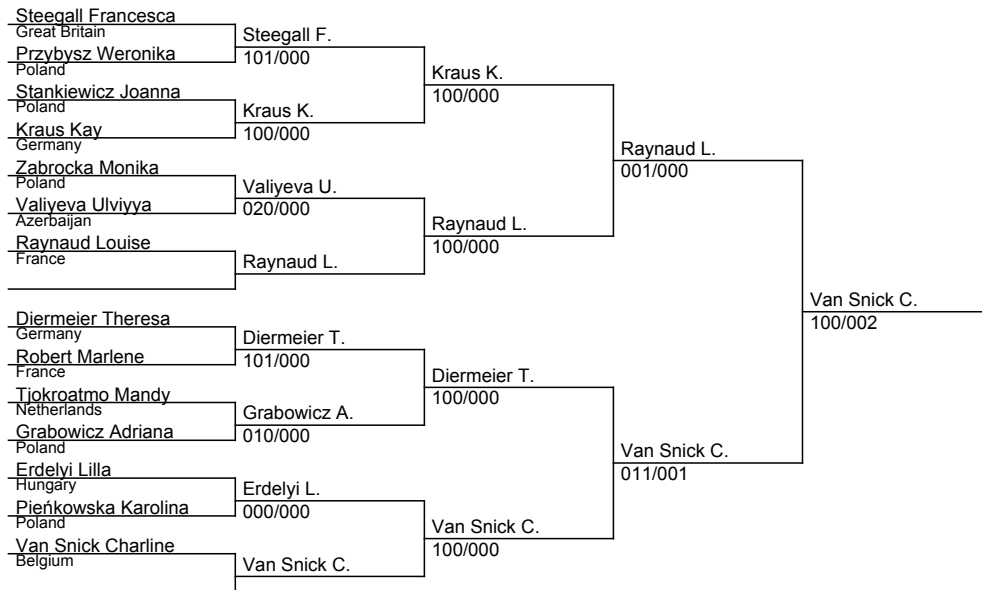 Steegall Francesca
Great Britain
Przybysz Weronika
Poland
Stankiewicz Joanna
Poland
Kraus Kay
Germany
Zabrocka Monika
Poland
Valiyeva Ulviyya
Azerbaijan
Raynaud Louise
France
Diermeier Theresa
Germany
Robert Marlene
France
Tjokroatmo Mandy
Netherlands
Grabowicz Adriana
Poland
Erdelyi Lilla
Hungary
Pieńkowska Karolina
Poland
Van Snick Charline
Belgium
Steegall F.
101/000
Kraus K.
100/000
Valiyeva U.
020/000
Raynaud L.
Diermeier T.
101/000
Grabowicz A.
010/000
Erdelyi L.
000/000
Van Snick C.
Kraus K.
100/000
Raynaud L.
100/000
Diermeier T.
100/000
Van Snick C.
100/000
Raynaud L.
001/000
Van Snick C.
011/001
Van Snick C.
100/002